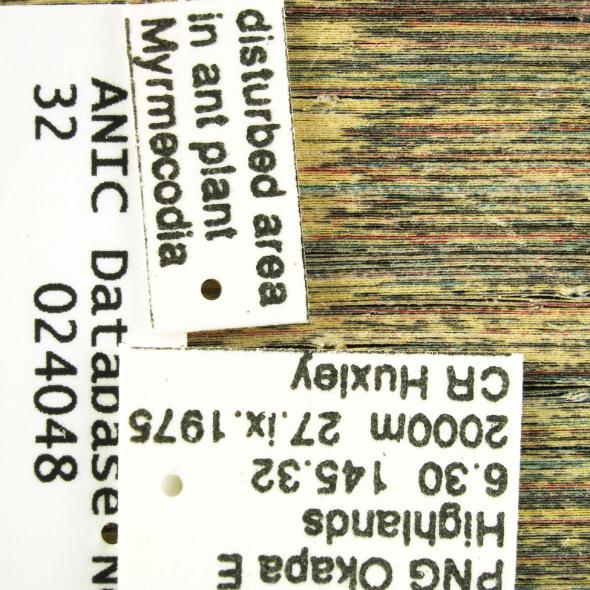 disturbed area
in ant plant
Myrmecodia
PNG Okapa E
Highlands
6.30 145.32
2000m 27.ix.1975
CR Huxley
ANIC Database N
32 024048